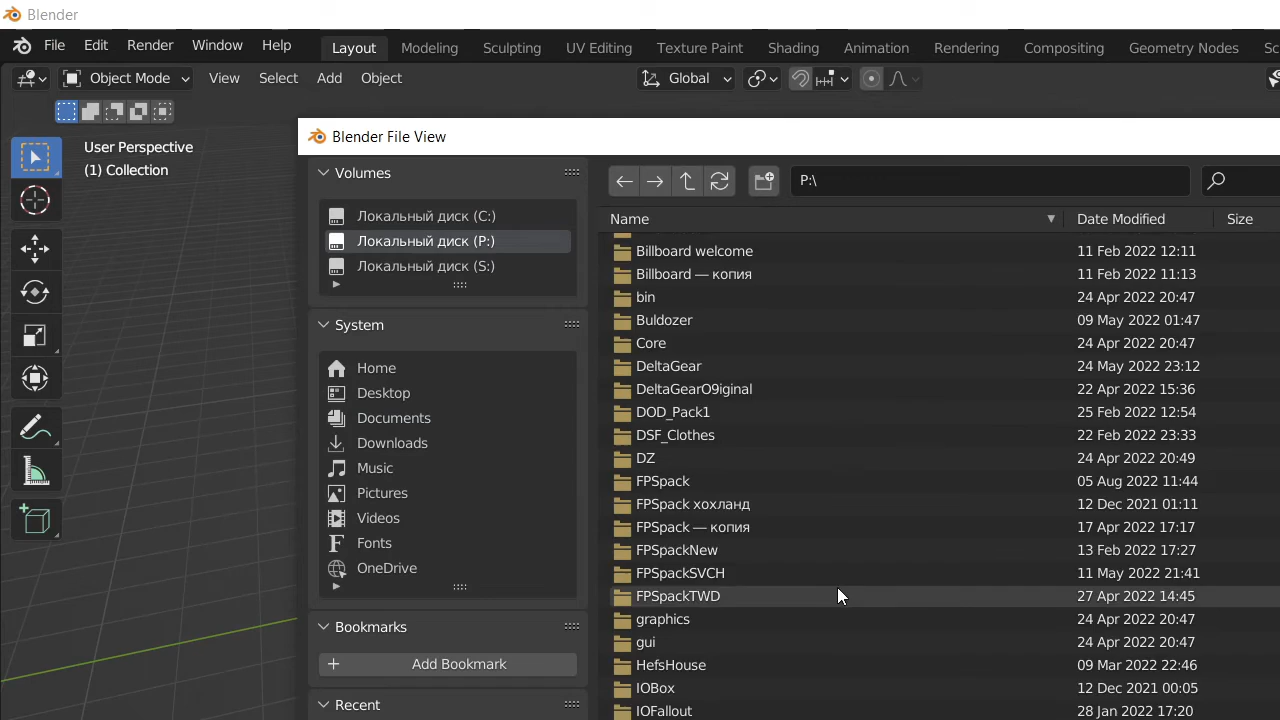 Blender
File Edit Render Window Help Layout Modeling Sculpting UV Editing Texture Paint Shading Animation Rendering Compositing Geometry Nodes Sc
Object Mode View Select Add Object Global
User Perspective
(1) Collection
Blender File View
Volumes
Локальный диск (C:)
Локальный диск (P:)
Локальный диск (S:)
System
Home
Desktop
Documents
Downloads
Music
Pictures
Videos
Fonts
OneDrive
Bookmarks
Add Bookmark
Recent
P:\
Name Date Modified Size
Billboard welcome 11 Feb 2022 12:11
Billboard — копия 11 Feb 2022 11:13
bin 24 Apr 2022 20:47
Buldozer 09 May 2022 01:47
Core 24 Apr 2022 20:47
DeltaGear 24 May 2022 23:12
DeltaGearO9iginal 22 Apr 2022 15:36
DOD_Pack1 25 Feb 2022 12:54
DSF_Clothes 22 Feb 2022 23:33
DZ 24 Apr 2022 20:49
FPSpack 05 Aug 2022 11:44
FPSpack хохланд 12 Dec 2021 01:11
FPSpack — копия 17 Apr 2022 17:17
FPSpackNew 13 Feb 2022 17:27
FPSpackSVCH 11 May 2022 21:41
FPSpackTWD 27 Apr 2022 14:45
graphics 24 Apr 2022 20:47
gui 24 Apr 2022 20:47
HefsHouse 09 Mar 2022 22:46
IOBox 12 Dec 2021 00:05
IOFallout 28 Jan 2022 17:20